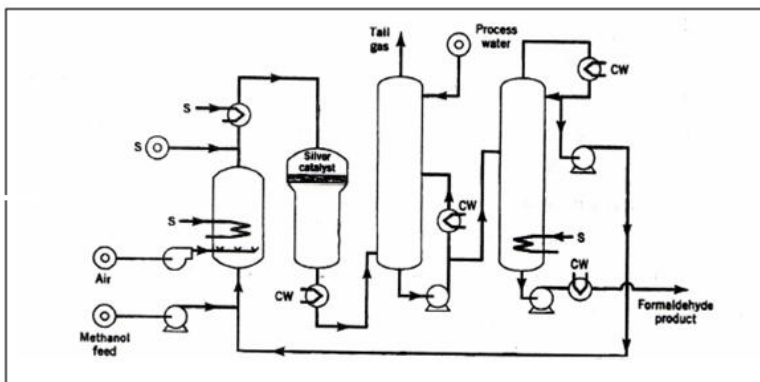 Tail
gas
Process
water
CW
S
S
Silver
catalyst
CW
S
S
CW
Air
CW
Formaldehyde
product
Methanol
feed